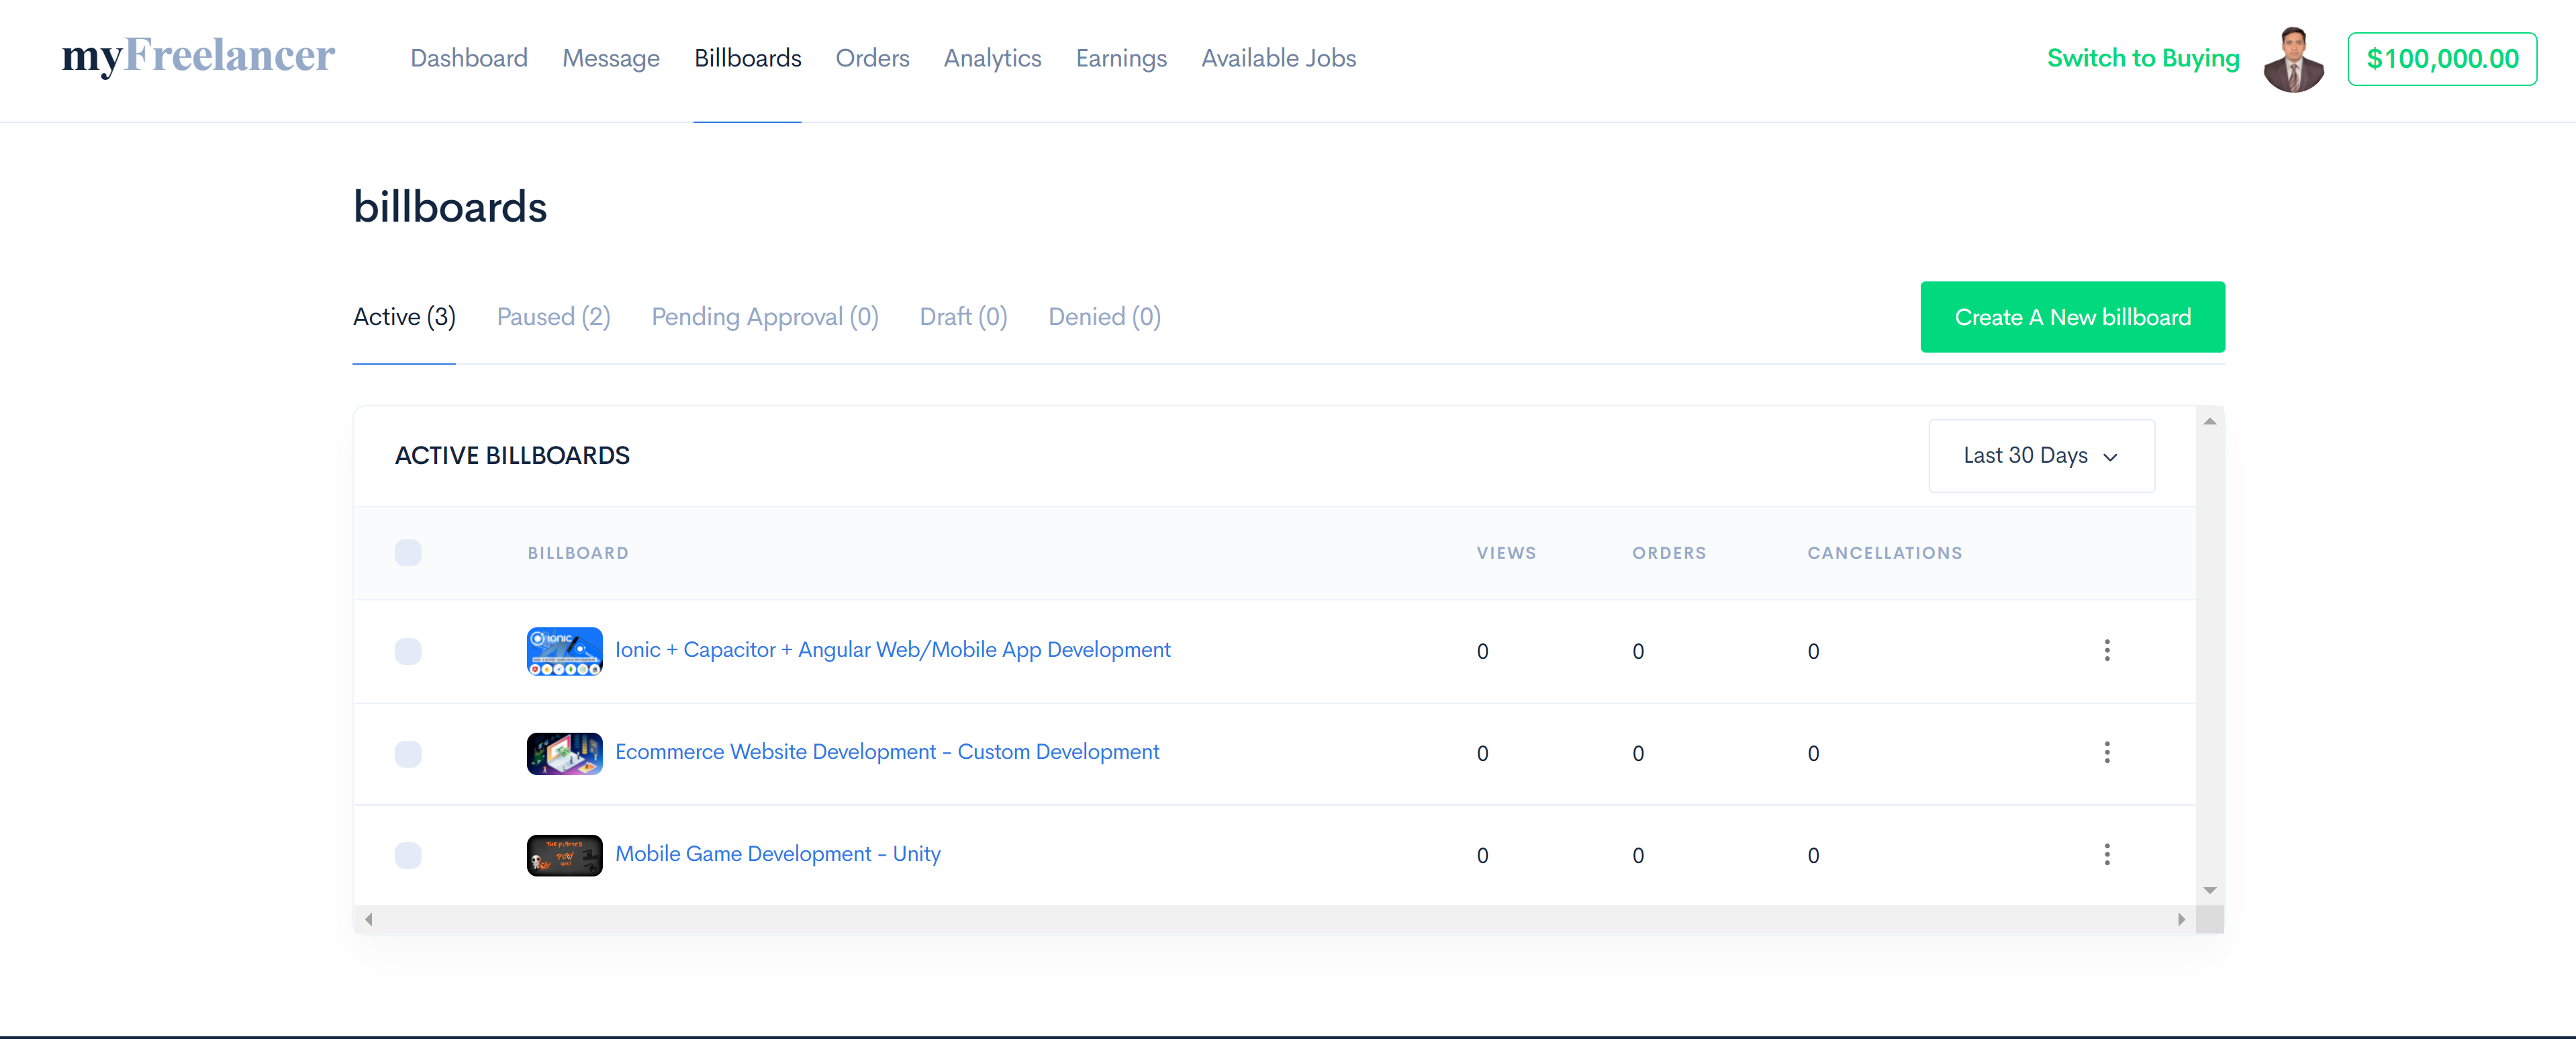 myFreelancer Dashboard Message Billboards Orders Analytics Earnings Available Jobs Switch to Buying $100,000.00
billboards
Active (3) Paused (2) Pending Approval (0) Draft (0) Denied (0) Create A New billboard
ACTIVE BILLBOARDS Last 30 Days
BILLBOARD VIEWS ORDERS CANCELLATIONS
IONIC Ionic + Capacitor + Angular Web/Mobile App Development 0 0 0
Ecommerce Website Development - Custom Development 0 0 0
Mobile Game Development - Unity 0 0 0